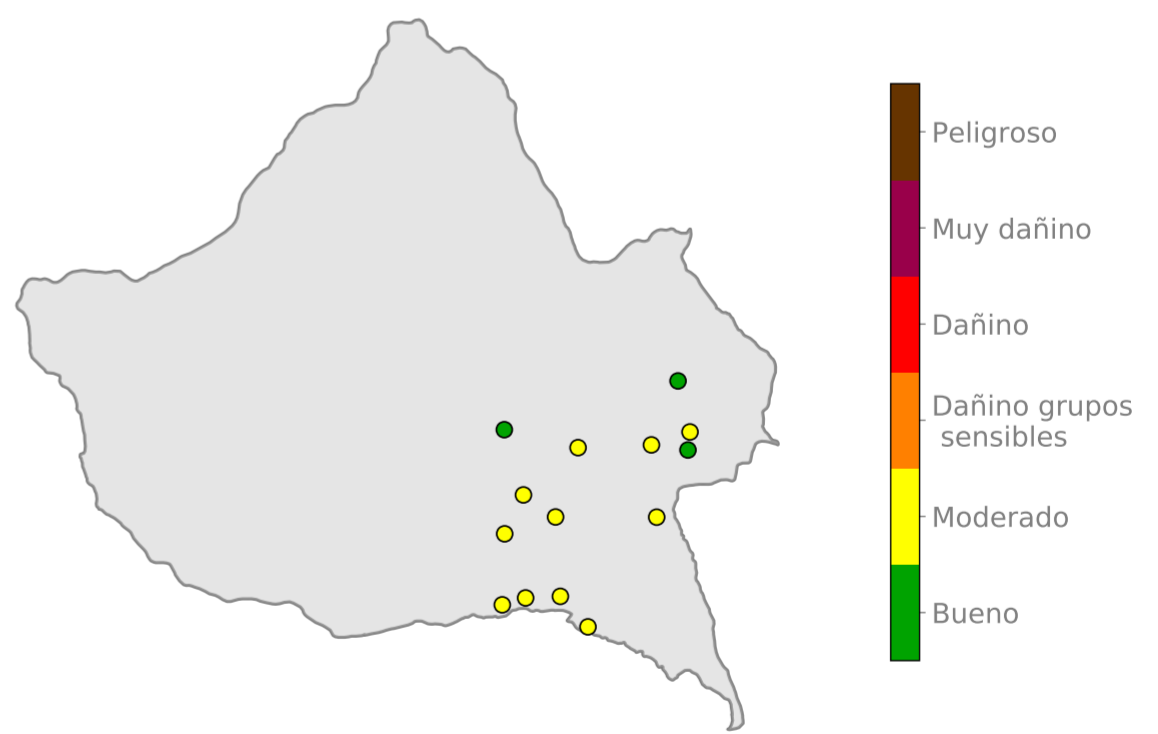 Peligroso
Muy dañino
Dañino
Dañino grupos
sensibles
Moderado
Bueno